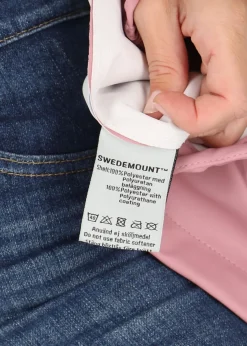 SWEDEMOUNT™
Shell:100%Polyester med
Polyuretan
beläggning
100%Polyester with
Polyurethane
coating
Använd ej sköljmedel
Do not use fabric softener